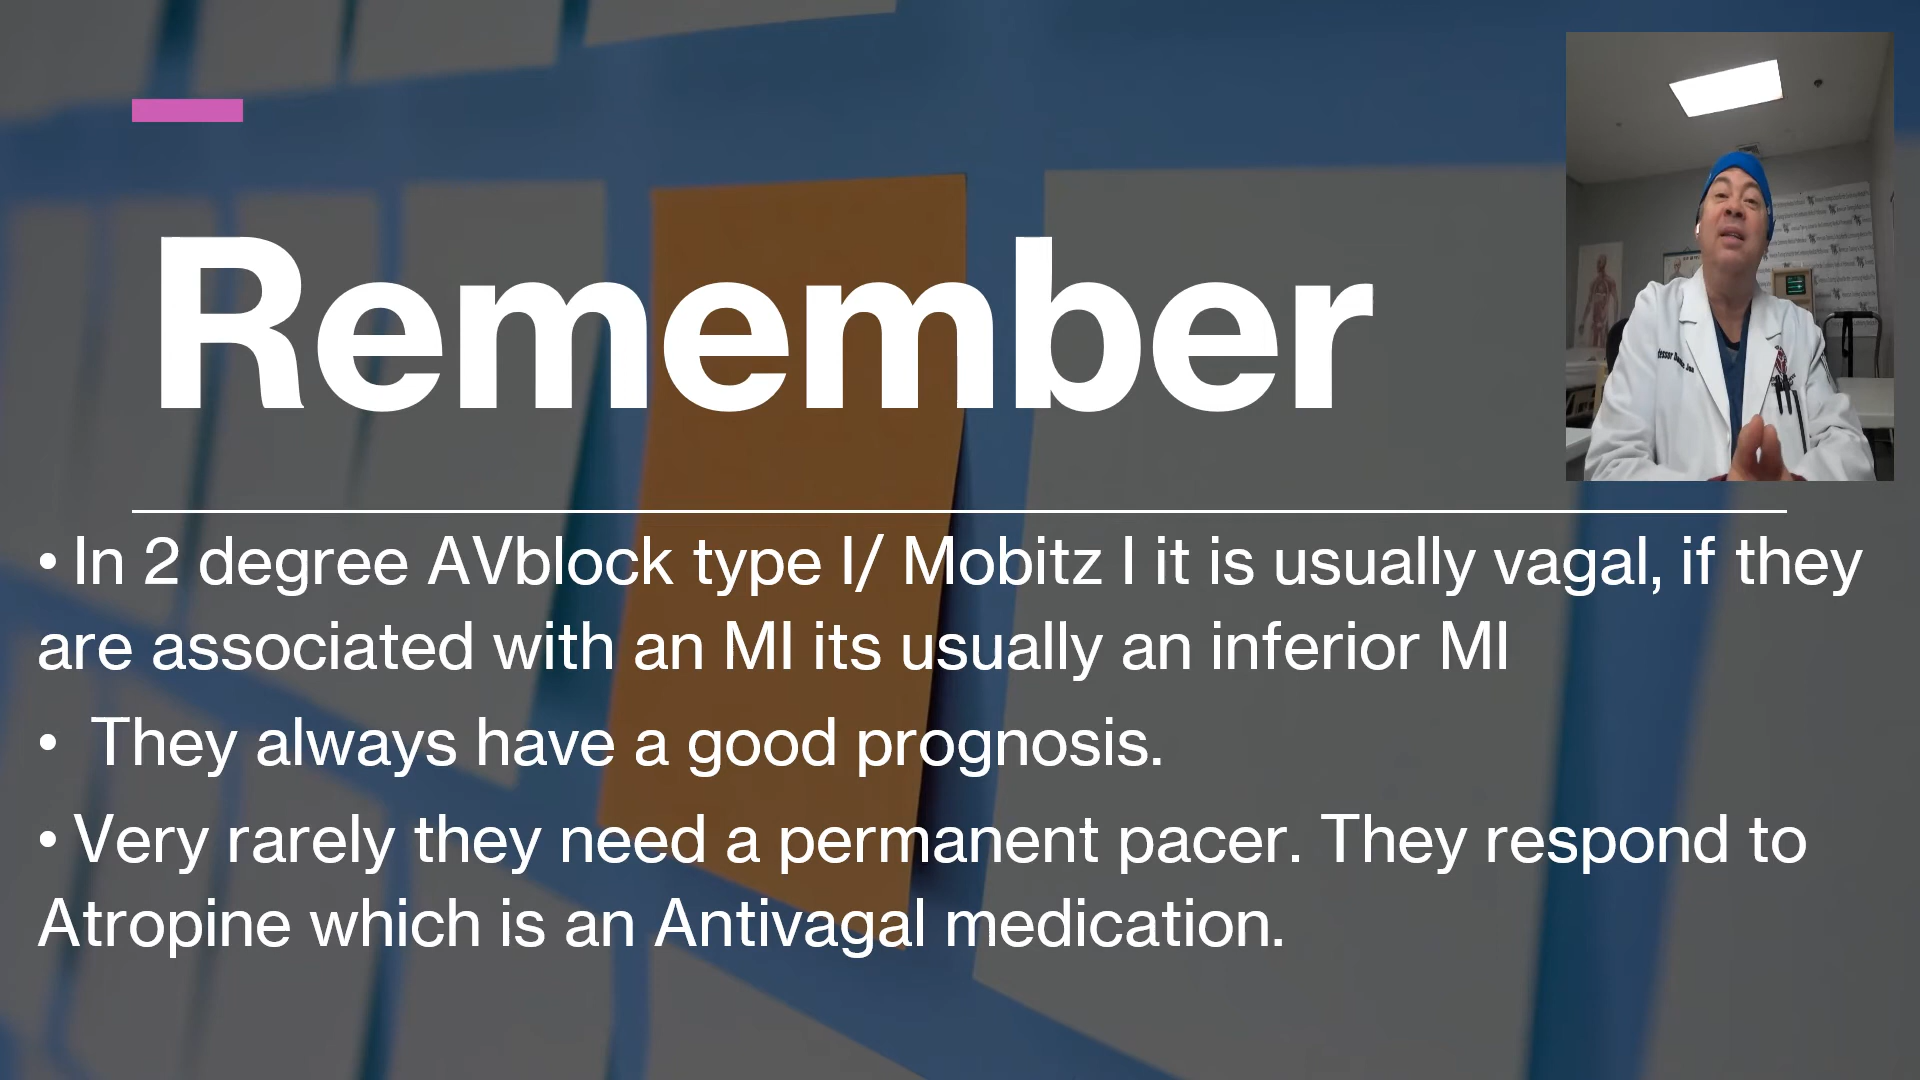 Remember
• In 2 degree AVblock type I/ Mobitz I it is usually vagal, if they
are associated with an MI its usually an inferior MI
• They always have a good prognosis.
• Very rarely they need a permanent pacer. They respond to
Atropine which is an Antivagal medication.